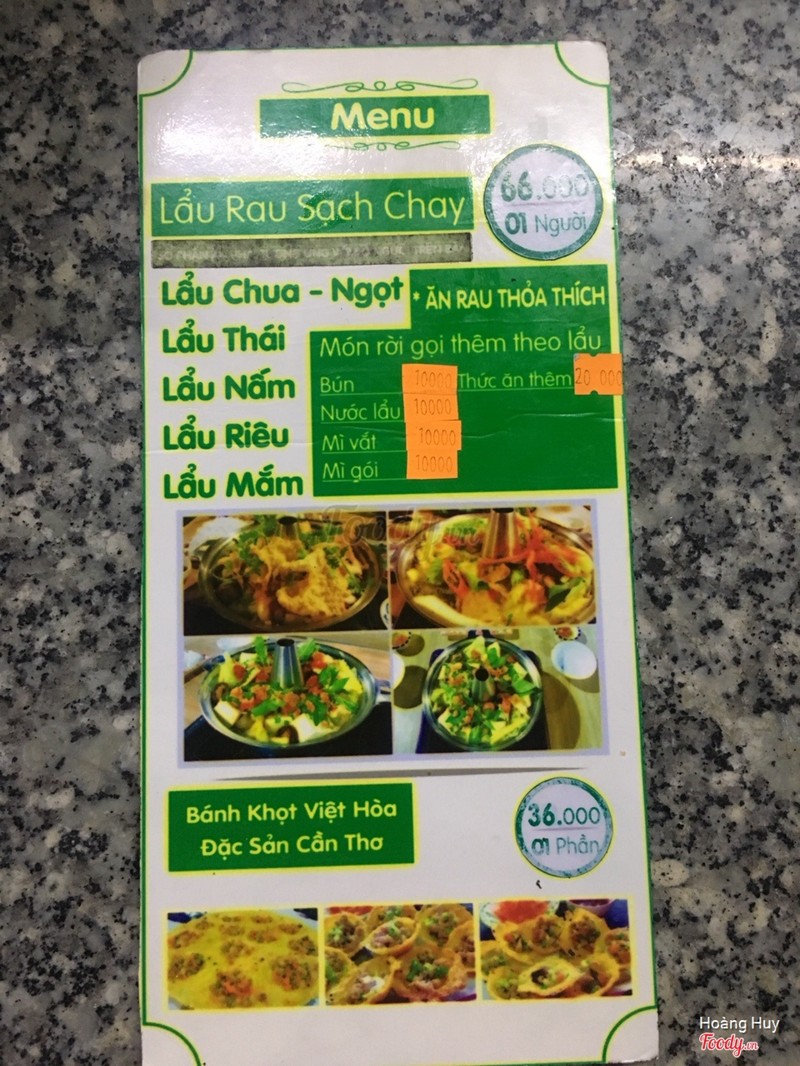 Menu
Lẩu Rau Sạch Chay
66.000
01 Người
Lẩu Chua - Ngọt
* ĂN RAU THỎA THÍCH
Lẩu Thái
Lẩu Nấm
Lẩu Riêu
Lẩu Mắm
Món rời gọi thêm theo lẩu
Bún 10000 Thức ăn thêm 20 000
Nước lẩu 10000
Mì vắt 10000
Mì gói 10000
Foody.vn
Bánh Khọt Việt Hòa
Đặc Sản Cần Thơ
36.000
01 Phần
Hoàng Huy
Foody.vn